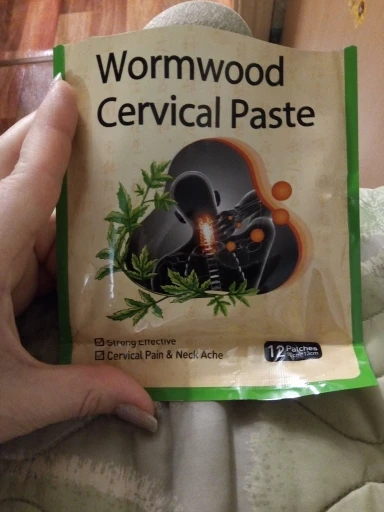 Wormwood
Cervical Paste
Strong Effective
Cervical Pain & Neck Ache
12 Patches